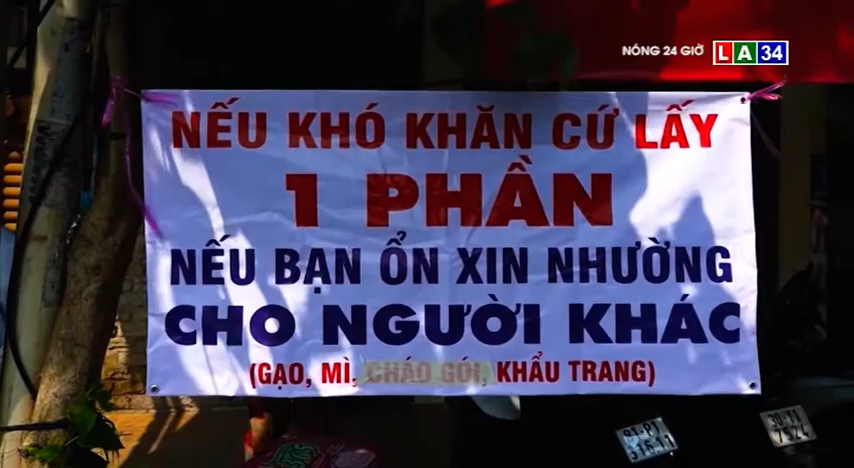 NÓNG 24 GIỜ LA34
NẾU KHÓ KHĂN CỨ LẤY
1 PHẦN
NẾU BẠN ỔN XIN NHƯỜNG
CHO NGƯỜI KHÁC
(GẠO, MÌ, CHÁO GÓI, KHẨU TRANG)